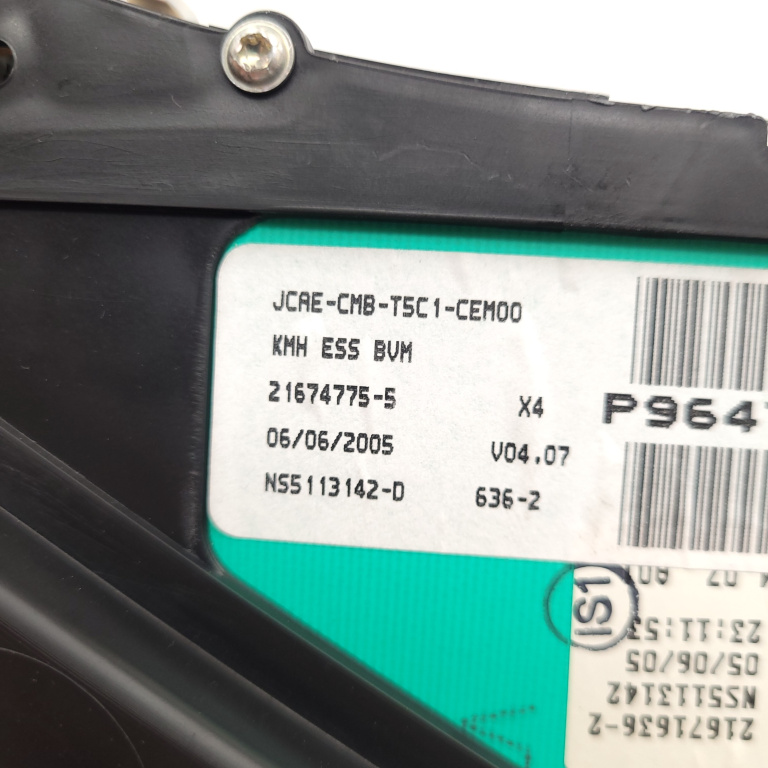 JCAE-CMB-T5C1-CEM00
KMH ESS BVM
21674775-5 X4
06/06/2005 V04.07
NS5113142-D 636-2
P964
ISI
23:11:53
05/06/05
NS5113142
21671636-2